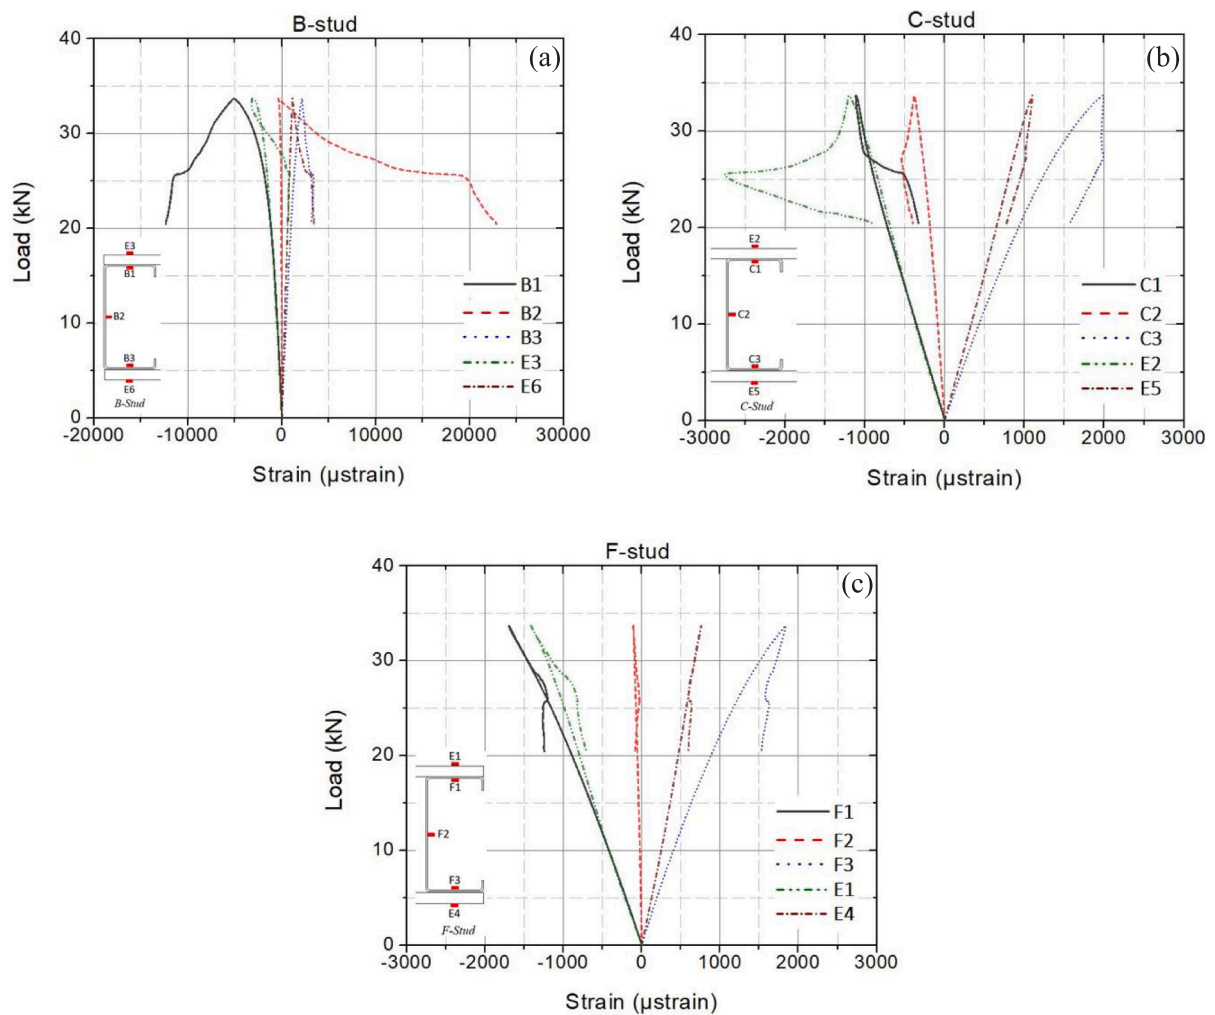 B-stud
(a)
40
30
20
10
0
Load (kN)
-20000 -10000 0 10000 20000 30000
Strain (µstrain)
E3
B1
B2
B3
E6
B-Stud
B1
B2
B3
E3
E6
C-stud
(b)
40
30
20
10
0
Load (kN)
-3000 -2000 -1000 0 1000 2000 3000
Strain (µstrain)
E2
C1
C2
C3
E5
C-Stud
C1
C2
C3
E2
E5
F-stud
(c)
40
30
20
10
0
Load (kN)
-3000 -2000 -1000 0 1000 2000 3000
Strain (µstrain)
E1
F1
F2
F3
E4
F-Stud
F1
F2
F3
E1
E4